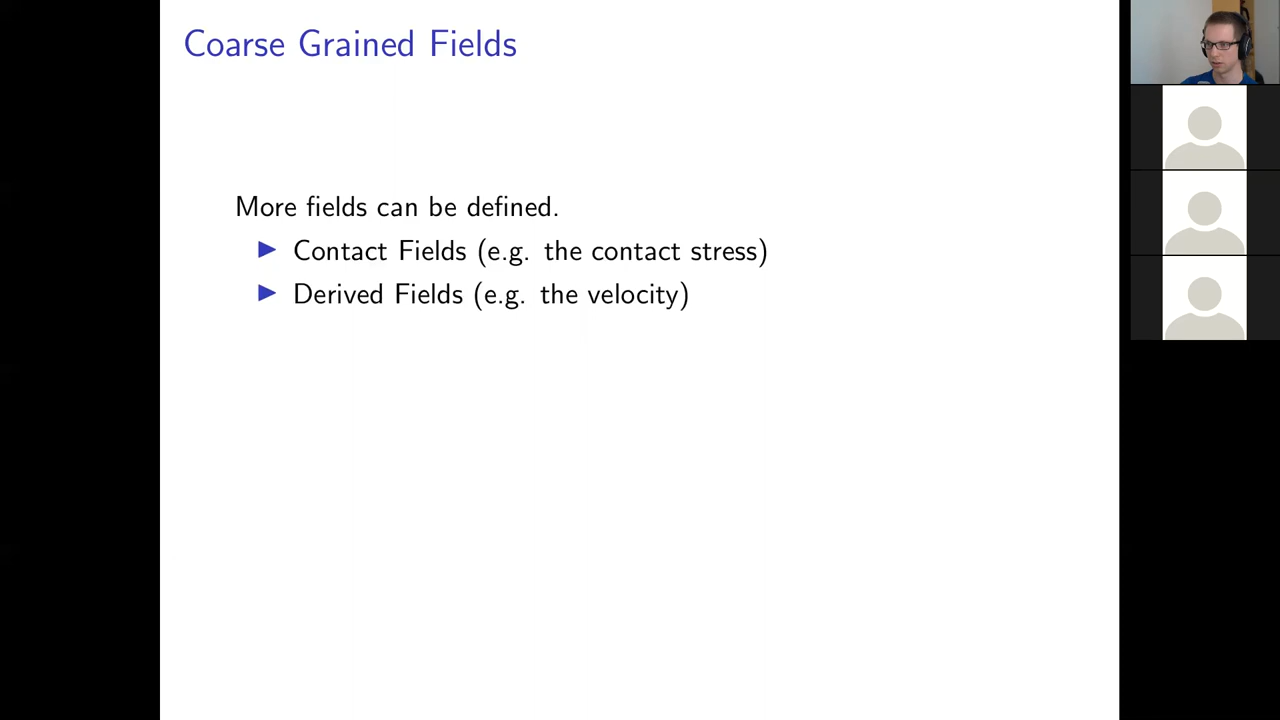 Coarse Grained Fields
More fields can be defined.
▶ Contact Fields (e.g. the contact stress)
▶ Derived Fields (e.g. the velocity)